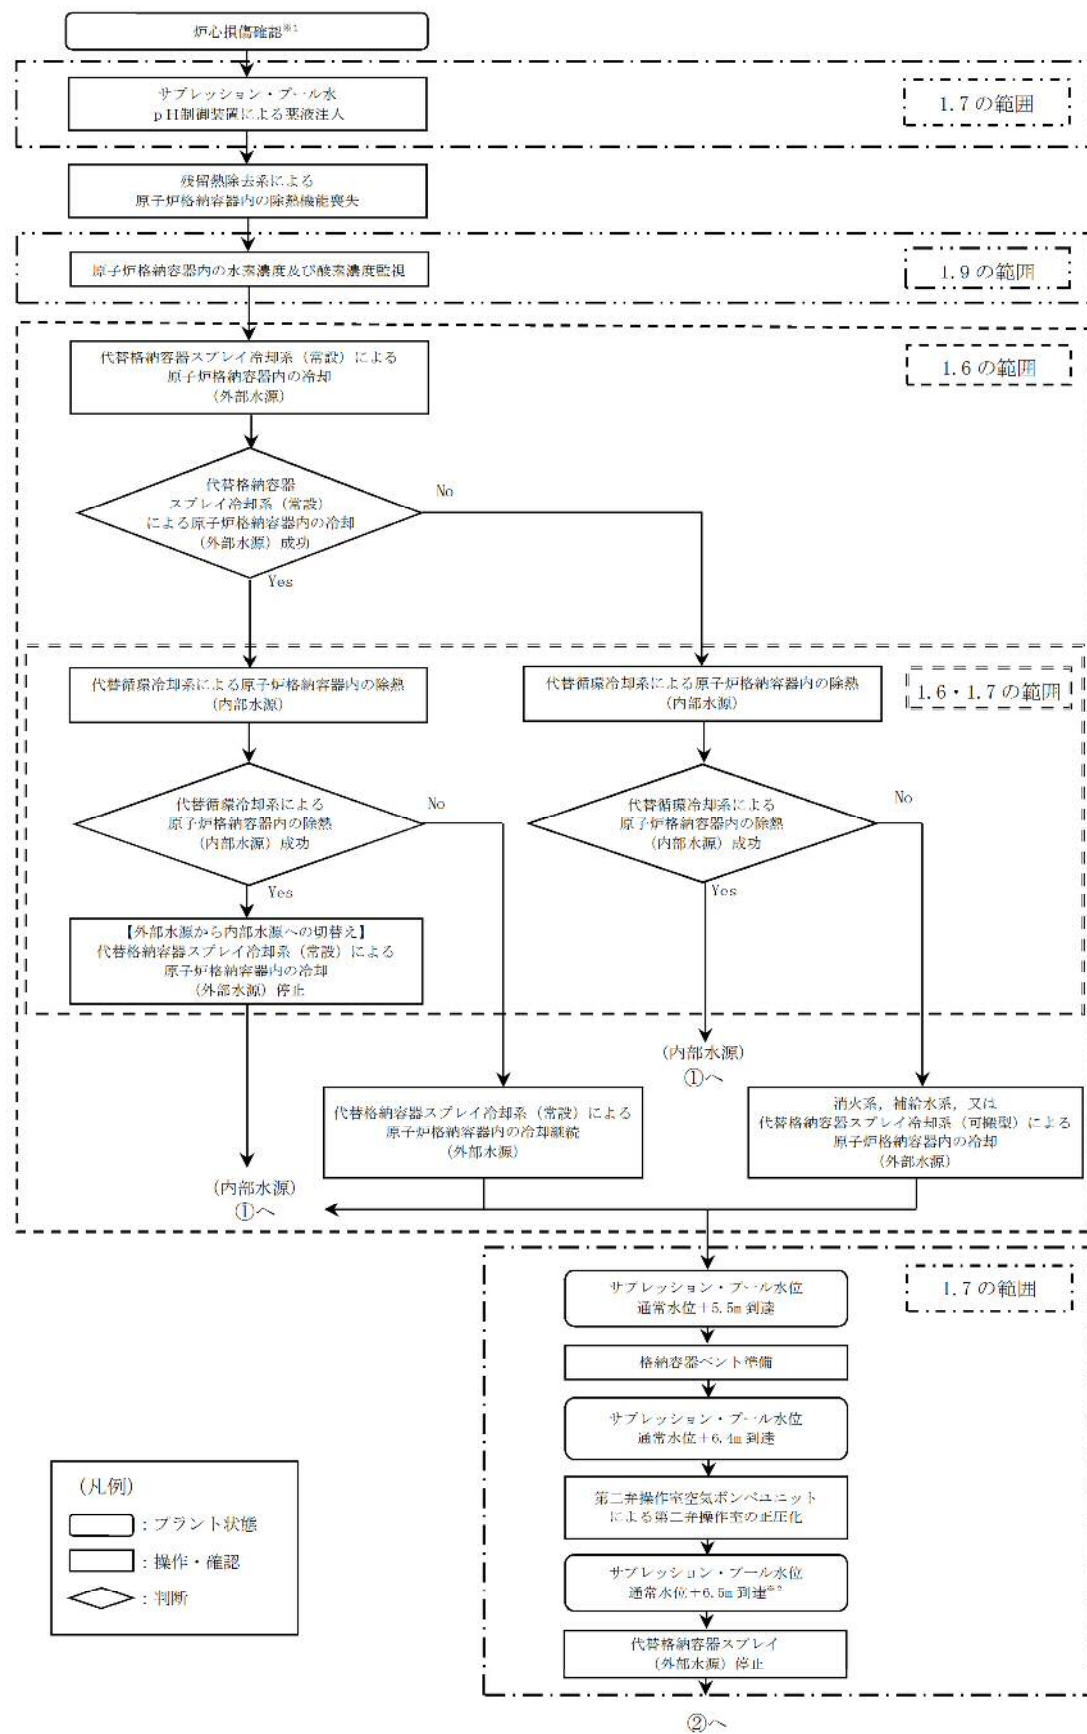 炉心損傷確認※1
サプレッション・プール水
pH制御装置による薬液注入
1.7の範囲
残留熱除去系による
原子炉格納容器内の除熱機能喪失
原子炉格納容器内の水素濃度及び酸素濃度監視
1.9の範囲
代替格納容器スプレイ冷却系（常設）による
原子炉格納容器内の冷却
（外部水源）
1.6の範囲
代替格納容器
スプレイ冷却系（常設）
による原子炉格納容器内の冷却
（外部水源）成功
No
Yes
代替循環冷却系による原子炉格納容器内の除熱
（内部水源）
代替循環冷却系による原子炉格納容器内の除熱
（内部水源）
1.6・1.7の範囲
代替循環冷却系による
原子炉格納容器内の除熱
（内部水源）成功
No
Yes
代替循環冷却系による
原子炉格納容器内の除熱
（内部水源）成功
No
Yes
【外部水源から内部水源への切替え】
代替格納容器スプレイ冷却系（常設）による
原子炉格納容器内の冷却
（外部水源）停止
（内部水源）
①へ
代替格納容器スプレイ冷却系（常設）による
原子炉格納容器内の冷却継続
（外部水源）
消火系，補給水系，又は
代替格納容器スプレイ冷却系（可搬型）による
原子炉格納容器内の冷却
（外部水源）
（内部水源）
①へ
サプレッション・プール水位
通常水位＋5.5m到達
1.7の範囲
格納容器ベント準備
サプレッション・プール水位
通常水位＋6.4m到達
第二弁操作室空気ボンベユニット
による第二弁操作室の正圧化
サプレッション・プール水位
通常水位＋6.5m到達※2
代替格納容器スプレイ
（外部水源）停止
②へ
（凡例）
：プラント状態
：操作・確認
：判断